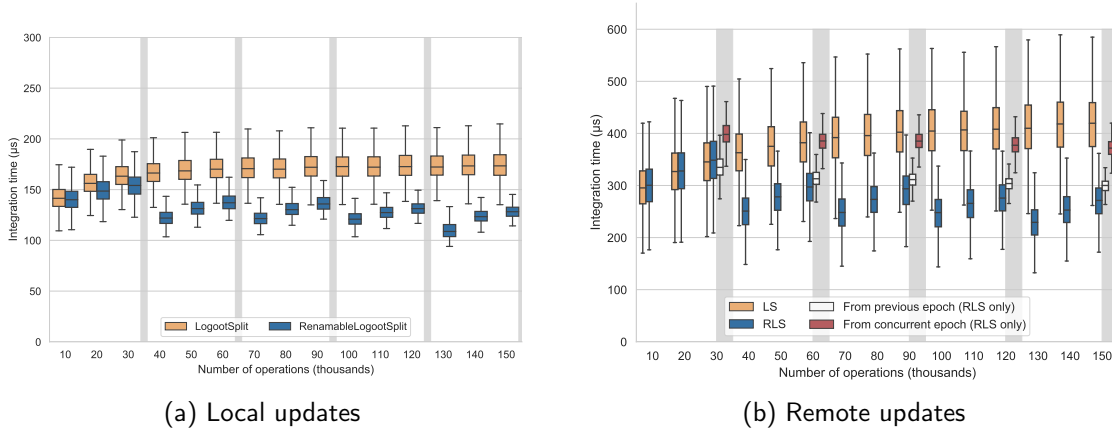 300
250
200
150
100
50
0
Integration time (µs)
LogootSplit
RenamableLogootSplit
10 20 30 40 50 60 70 80 90 100 110 120 130 140 150
Number of operations (thousands)
(a) Local updates
600
500
400
300
200
100
0
Integration time (µs)
LS
RLS
From previous epoch (RLS only)
From concurrent epoch (RLS only)
10 20 30 40 50 60 70 80 90 100 110 120 130 140 150
Number of operations (thousands)
(b) Remote updates